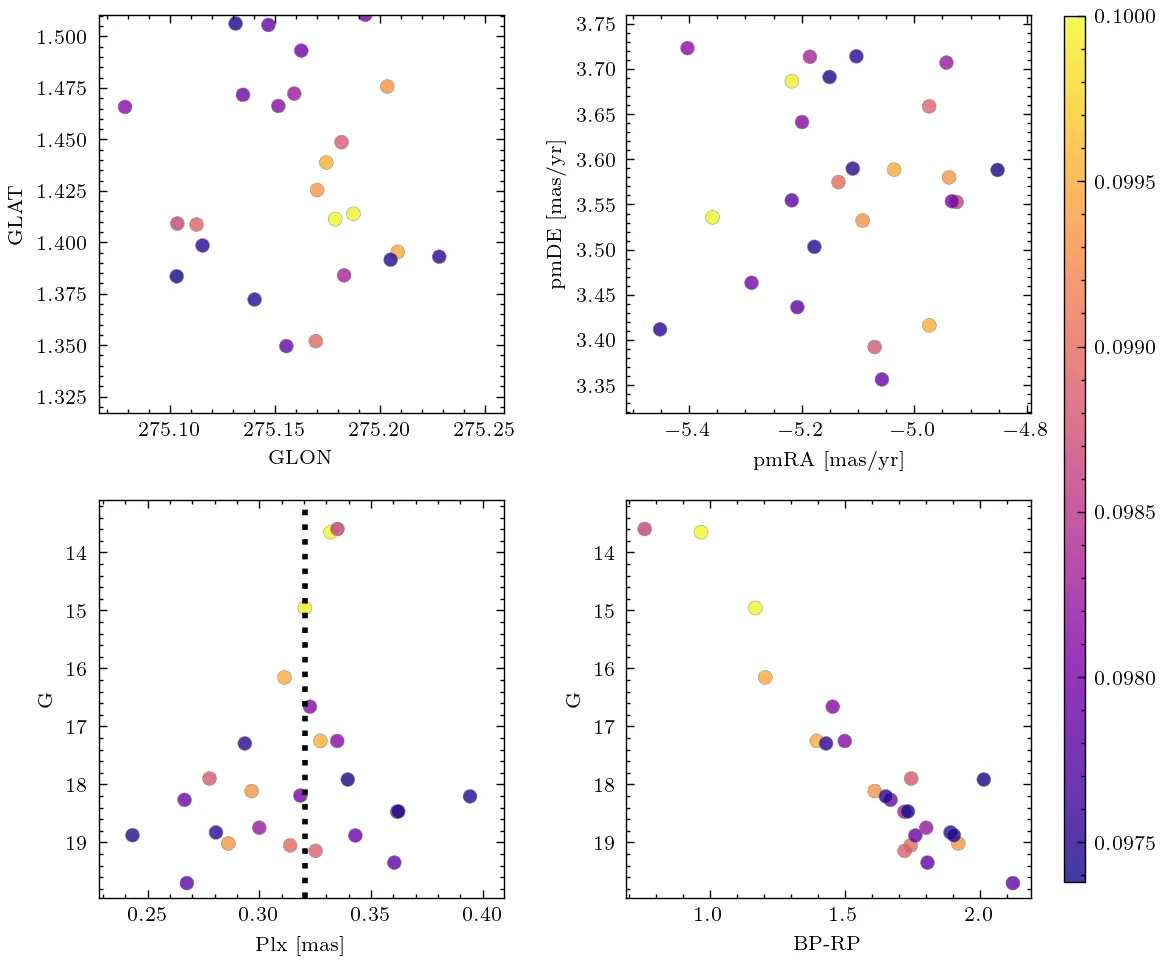 1.500
1.475
1.450
1.425
1.400
1.375
1.350
1.325
GLAT
275.10 275.15 275.20 275.25
GLON
3.75
3.70
3.65
3.60
3.55
3.50
3.45
3.40
3.35
pmDE [mas/yr]
−5.4 −5.2 −5.0 −4.8
pmRA [mas/yr]
14
15
16
17
18
19
G
0.25 0.30 0.35 0.40
Plx [mas]
14
15
16
17
18
19
G
1.0 1.5 2.0
BP-RP
0.1000
0.0995
0.0990
0.0985
0.0980
0.0975